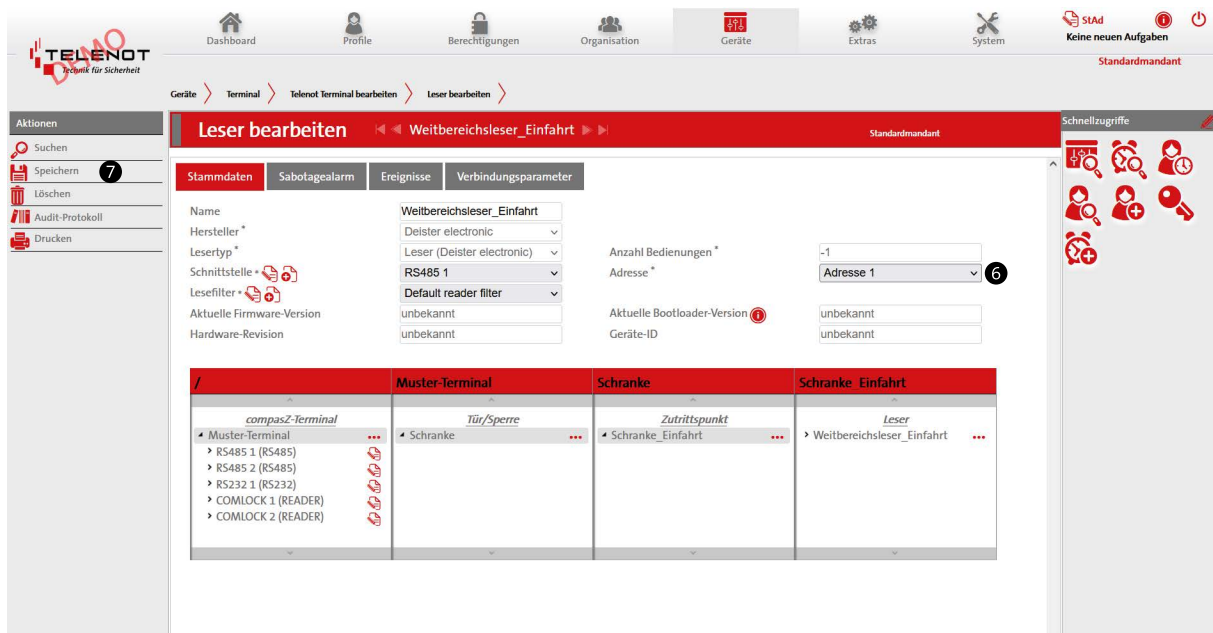 TELENOT
Technik für Sicherheit
DEMO
Dashboard
Profile
Berechtigungen
Organisation
Geräte
Extras
System
StAd
Keine neuen Aufgaben
Standardmandant
Geräte
Terminal
Telenot Terminal bearbeiten
Leser bearbeiten
Aktionen
Suchen
Speichern 7
Löschen
Audit-Protokoll
Drucken
Leser bearbeiten Weitbereichsleser_Einfahrt Standardmandant
Stammdaten Sabotagealarm Ereignisse Verbindungsparameter
Name Weitbereichsleser_Einfahrt
Hersteller * Deister electronic
Lesertyp * Leser (Deister electronic) Anzahl Bedienungen * -1
Schnittstelle * RS485 1 Adresse * Adresse 1 6
Lesefilter * Default reader filter
Aktuelle Firmware-Version unbekannt Aktuelle Bootloader-Version unbekannt
Hardware-Revision unbekannt Geräte-ID unbekannt
/ Muster-Terminal Schranke Schranke_Einfahrt
compasZ-Terminal Tür/Sperre Zutrittspunkt Leser
Muster-Terminal ... Schranke ... Schranke_Einfahrt ... Weitbereichsleser_Einfahrt ...
RS485 1 (RS485)
RS485 2 (RS485)
RS232 1 (RS232)
COMLOCK 1 (READER)
COMLOCK 2 (READER)
Schnellzugriffe